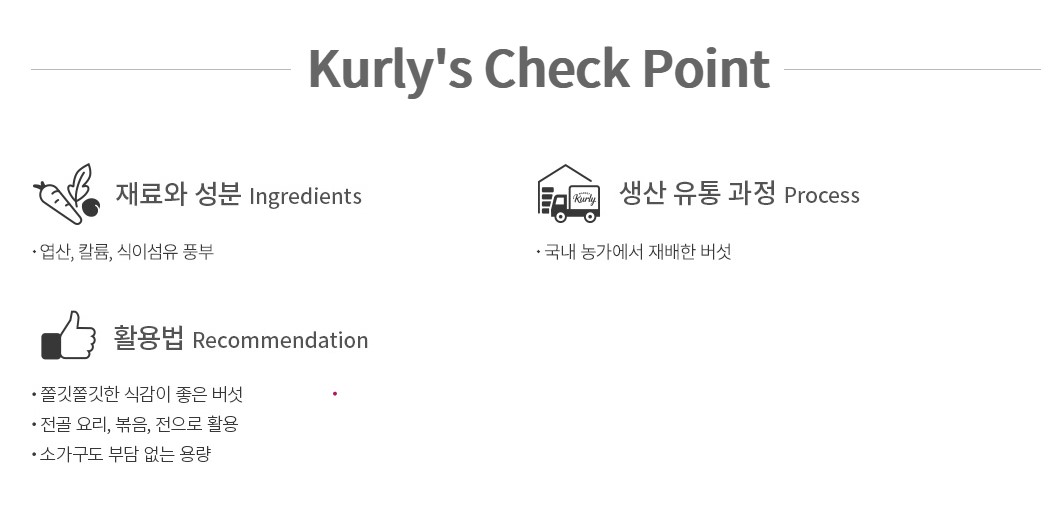 Kurly's Check Point
재료와 성분 Ingredients
· 엽산, 칼륨, 식이섬유 풍부
Kurly
생산 유통 과정 Process
· 국내 농가에서 재배한 버섯
활용법 Recommendation
· 쫄깃쫄깃한 식감이 좋은 버섯
· 전골 요리, 볶음, 전으로 활용
· 소가구도 부담 없는 용량